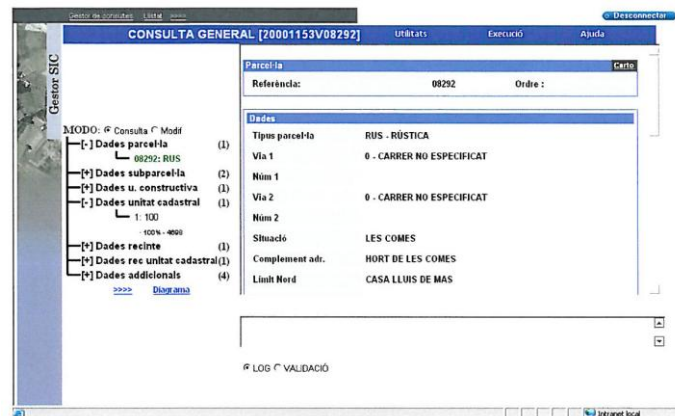 Gestor de consultes Llistat >>>>
Desconnectar
CONSULTA GENERAL [20001153V08292] Utilitats Execució Ajuda
Gestor SIC
Parcel·la Carto
Referència: 08292 Ordre :
MODO: Consulta Modif
[-] Dades parcel·la (1)
08292: RUS
[+] Dades subparcel·la (2)
[+] Dades u. constructiva (1)
[-] Dades unitat cadastral (1)
1: 100
- 100% - 4698
[+] Dades recinte (1)
[+] Dades rec unitat cadastral (1)
[+] Dades addicionals (4)
>>>> Diagrama
Dades
Tipus parcel·la RUS - RÚSTICA
Via 1 0 - CARRER NO ESPECIFICAT
Núm 1
Via 2 0 - CARRER NO ESPECIFICAT
Núm 2
Situació LES COMES
Complement adr. HORT DE LES COMES
Límit Nord CASA LLUIS DE MAS
LOG VALIDACIÓ
Intranet local